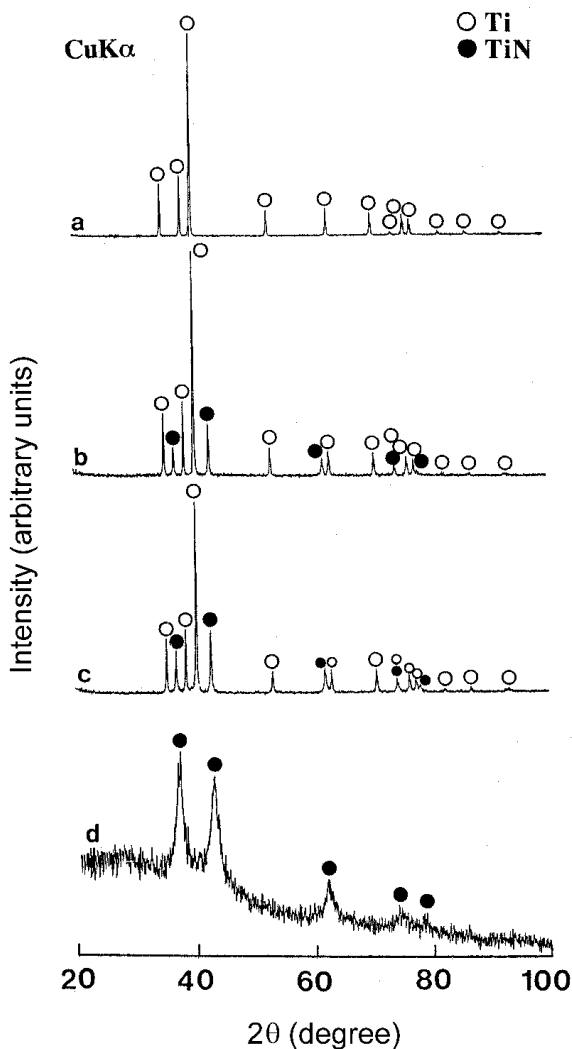 CuKα
Ti
TiN
a
b
c
d
Intensity (arbitrary units)
20 40 60 80 100
2θ (degree)